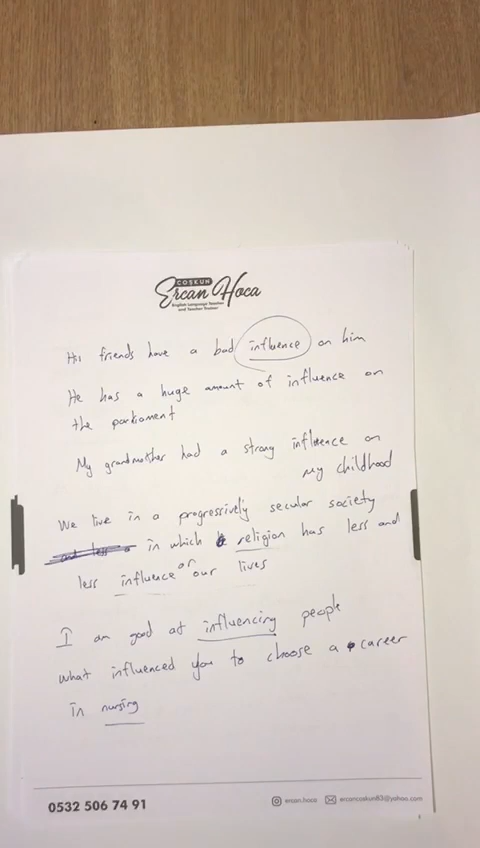 COSKUN
Ercan Hoca
English Language Teacher
and Teacher Trainer
His friends have a bad influence on him
He has a huge amount of influence on
the parliament
My grandmother had a strong influence on
my childhood
We live in a progressively secular society
in which religion has less and
less influence on our lives
I am good at influencing people
what influenced you to choose a career
in nursing
0532 506 74 91
ercan.hoca
ercancoskun83@yahoo.com